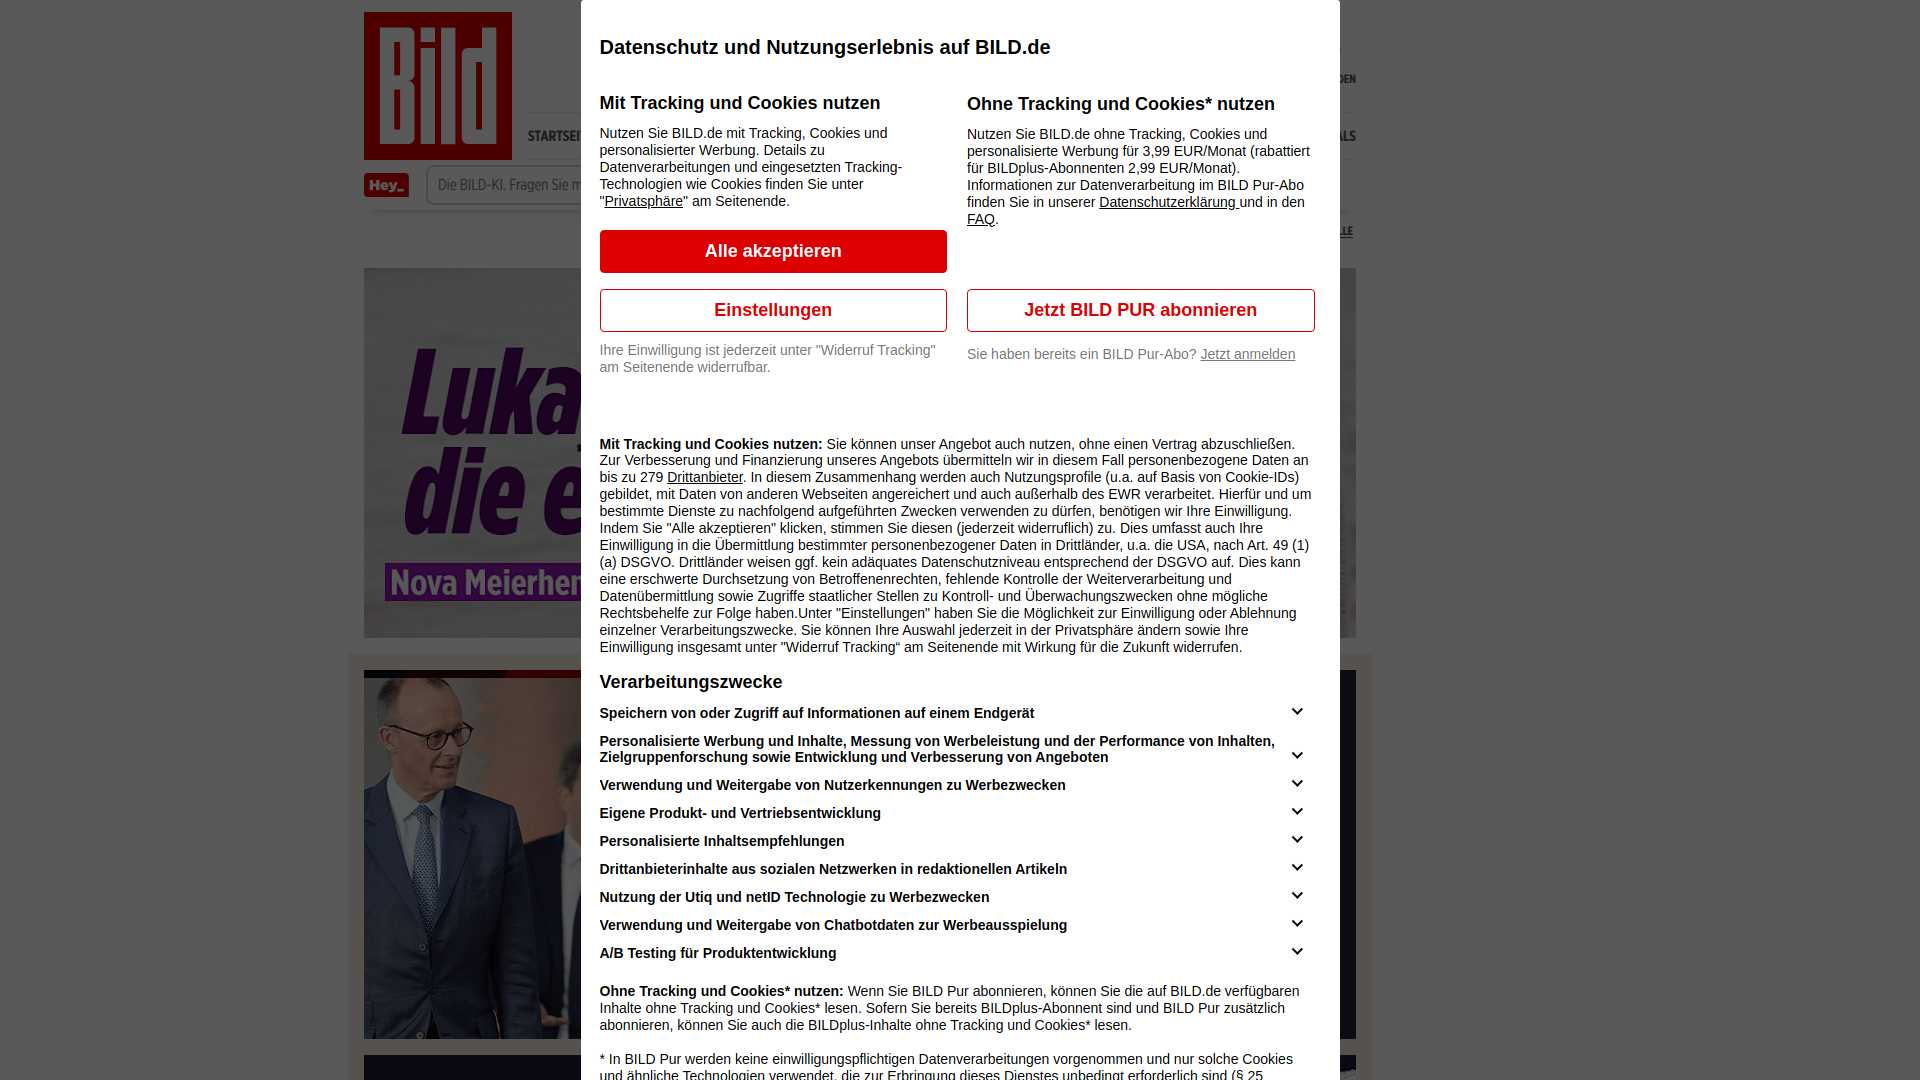 Bild
STARTSEI
Hey_
Die BILD-KI. Fragen Sie m
DEN
ALS
LLE
Luka
die e
Nova Meierhen
Datenschutz und Nutzungserlebnis auf BILD.de
Mit Tracking und Cookies nutzen
Nutzen Sie BILD.de mit Tracking, Cookies und
personalisierter Werbung. Details zu
Datenverarbeitungen und eingesetzten Tracking-
Technologien wie Cookies finden Sie unter
"Privatsphäre" am Seitenende.
Alle akzeptieren
Einstellungen
Ihre Einwilligung ist jederzeit unter "Widerruf Tracking"
am Seitenende widerrufbar.
Ohne Tracking und Cookies* nutzen
Nutzen Sie BILD.de ohne Tracking, Cookies und
personalisierte Werbung für 3,99 EUR/Monat (rabattiert
für BILDplus-Abonnenten 2,99 EUR/Monat).
Informationen zur Datenverarbeitung im BILD Pur-Abo
finden Sie in unserer Datenschutzerklärung und in den
FAQ.
Jetzt BILD PUR abonnieren
Sie haben bereits ein BILD Pur-Abo? Jetzt anmelden
Mit Tracking und Cookies nutzen: Sie können unser Angebot auch nutzen, ohne einen Vertrag abzuschließen.
Zur Verbesserung und Finanzierung unseres Angebots übermitteln wir in diesem Fall personenbezogene Daten an
bis zu 279 Drittanbieter. In diesem Zusammenhang werden auch Nutzungsprofile (u.a. auf Basis von Cookie-IDs)
gebildet, mit Daten von anderen Webseiten angereichert und auch außerhalb des EWR verarbeitet. Hierfür und um
bestimmte Dienste zu nachfolgend aufgeführten Zwecken verwenden zu dürfen, benötigen wir Ihre Einwilligung.
Indem Sie "Alle akzeptieren" klicken, stimmen Sie diesen (jederzeit widerruflich) zu. Dies umfasst auch Ihre
Einwilligung in die Übermittlung bestimmter personenbezogener Daten in Drittländer, u.a. die USA, nach Art. 49 (1)
(a) DSGVO. Drittländer weisen ggf. kein adäquates Datenschutzniveau entsprechend der DSGVO auf. Dies kann
eine erschwerte Durchsetzung von Betroffenenrechten, fehlende Kontrolle der Weiterverarbeitung und
Datenübermittlung sowie Zugriffe staatlicher Stellen zu Kontroll- und Überwachungszwecken ohne mögliche
Rechtsbehelfe zur Folge haben.Unter "Einstellungen" haben Sie die Möglichkeit zur Einwilligung oder Ablehnung
einzelner Verarbeitungszwecke. Sie können Ihre Auswahl jederzeit in der Privatsphäre ändern sowie Ihre
Einwilligung insgesamt unter "Widerruf Tracking“ am Seitenende mit Wirkung für die Zukunft widerrufen.
Verarbeitungszwecke
Speichern von oder Zugriff auf Informationen auf einem Endgerät
Personalisierte Werbung und Inhalte, Messung von Werbeleistung und der Performance von Inhalten,
Zielgruppenforschung sowie Entwicklung und Verbesserung von Angeboten
Verwendung und Weitergabe von Nutzerkennungen zu Werbezwecken
Eigene Produkt- und Vertriebsentwicklung
Personalisierte Inhaltsempfehlungen
Drittanbieterinhalte aus sozialen Netzwerken in redaktionellen Artikeln
Nutzung der Utiq und netID Technologie zu Werbezwecken
Verwendung und Weitergabe von Chatbotdaten zur Werbeausspielung
A/B Testing für Produktentwicklung
Ohne Tracking und Cookies* nutzen: Wenn Sie BILD Pur abonnieren, können Sie die auf BILD.de verfügbaren
Inhalte ohne Tracking und Cookies* lesen. Sofern Sie bereits BILDplus-Abonnent sind und BILD Pur zusätzlich
abonnieren, können Sie auch die BILDplus-Inhalte ohne Tracking und Cookies* lesen.
* In BILD Pur werden keine einwilligungspflichtigen Datenverarbeitungen vorgenommen und nur solche Cookies
und ähnliche Technologien verwendet, die zur Erbringung dieses Dienstes unbedingt erforderlich sind (§ 25